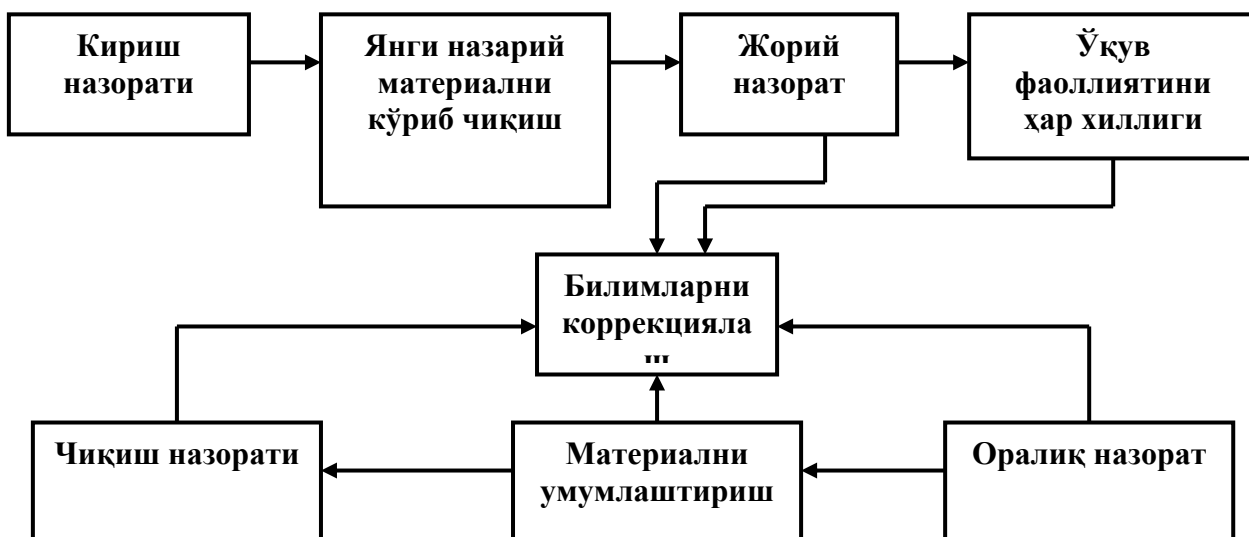 Кириш
назорати
Янги назарий
материални
кўриб чиқиш
Жорий
назорат
Ўқув
фаоллиятини
ҳар хиллиги
Билимларни
коррекцияла
ш
Чиқиш назорати
Материални
умумлаштириш
Оралиқ назорат